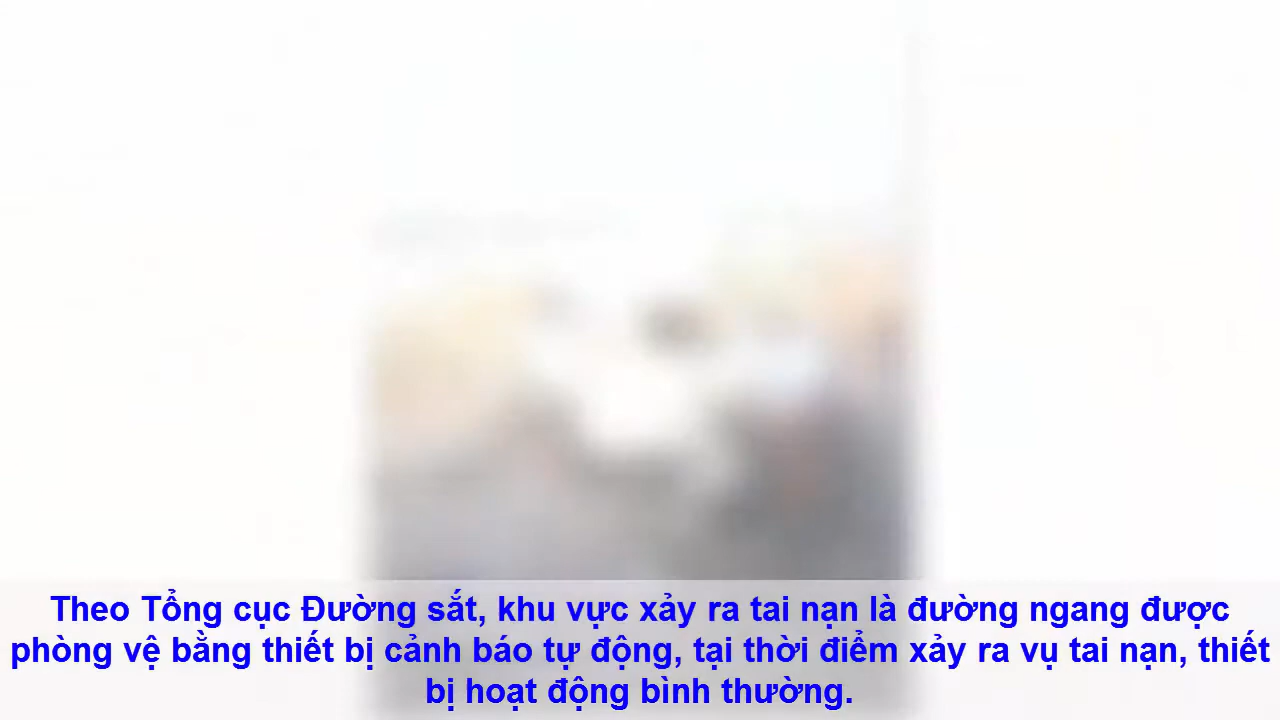 Theo Tổng cục Đường sắt, khu vực xảy ra tai nạn là đường ngang được
phòng vệ bằng thiết bị cảnh báo tự động, tại thời điểm xảy ra vụ tai nạn, thiết
bị hoạt động bình thường.